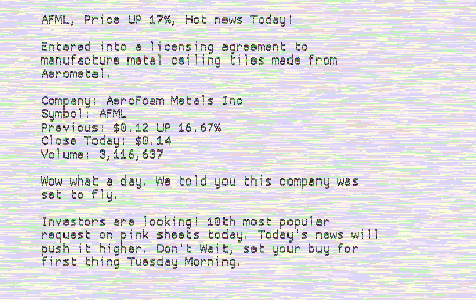 AFML, Price UP 17%, Hot news Today!
Entered into a licensing agreement to
manufacture metal ceiling tiles made from
Aerometal.
Company: AeroFoam Metals Inc
Symbol: AFML
Previous: $0.12 UP 16.67%
Close Today: $0.14
Volume: 3,116,637
Wow what a day. We told you this company was
set to fly.
Investors are looking! 10th most popular
request on pink sheets today. Today's news will
push it higher. Don't Wait, set your buy for
first thing Tuesday Morning.